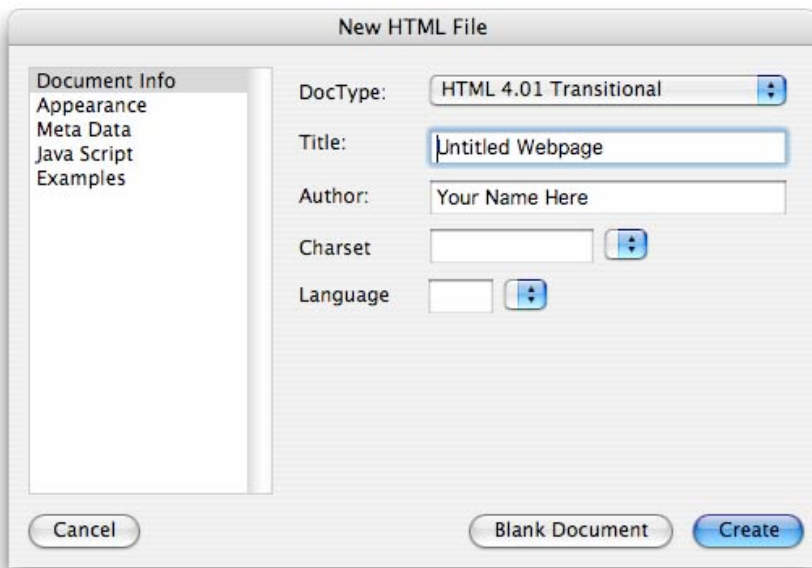 New HTML File
Document Info
Appearance
Meta Data
Java Script
Examples
DocType:
HTML 4.01 Transitional
Title:
Untitled Webpage
Author:
Your Name Here
Charset
Language
Cancel
Blank Document
Create